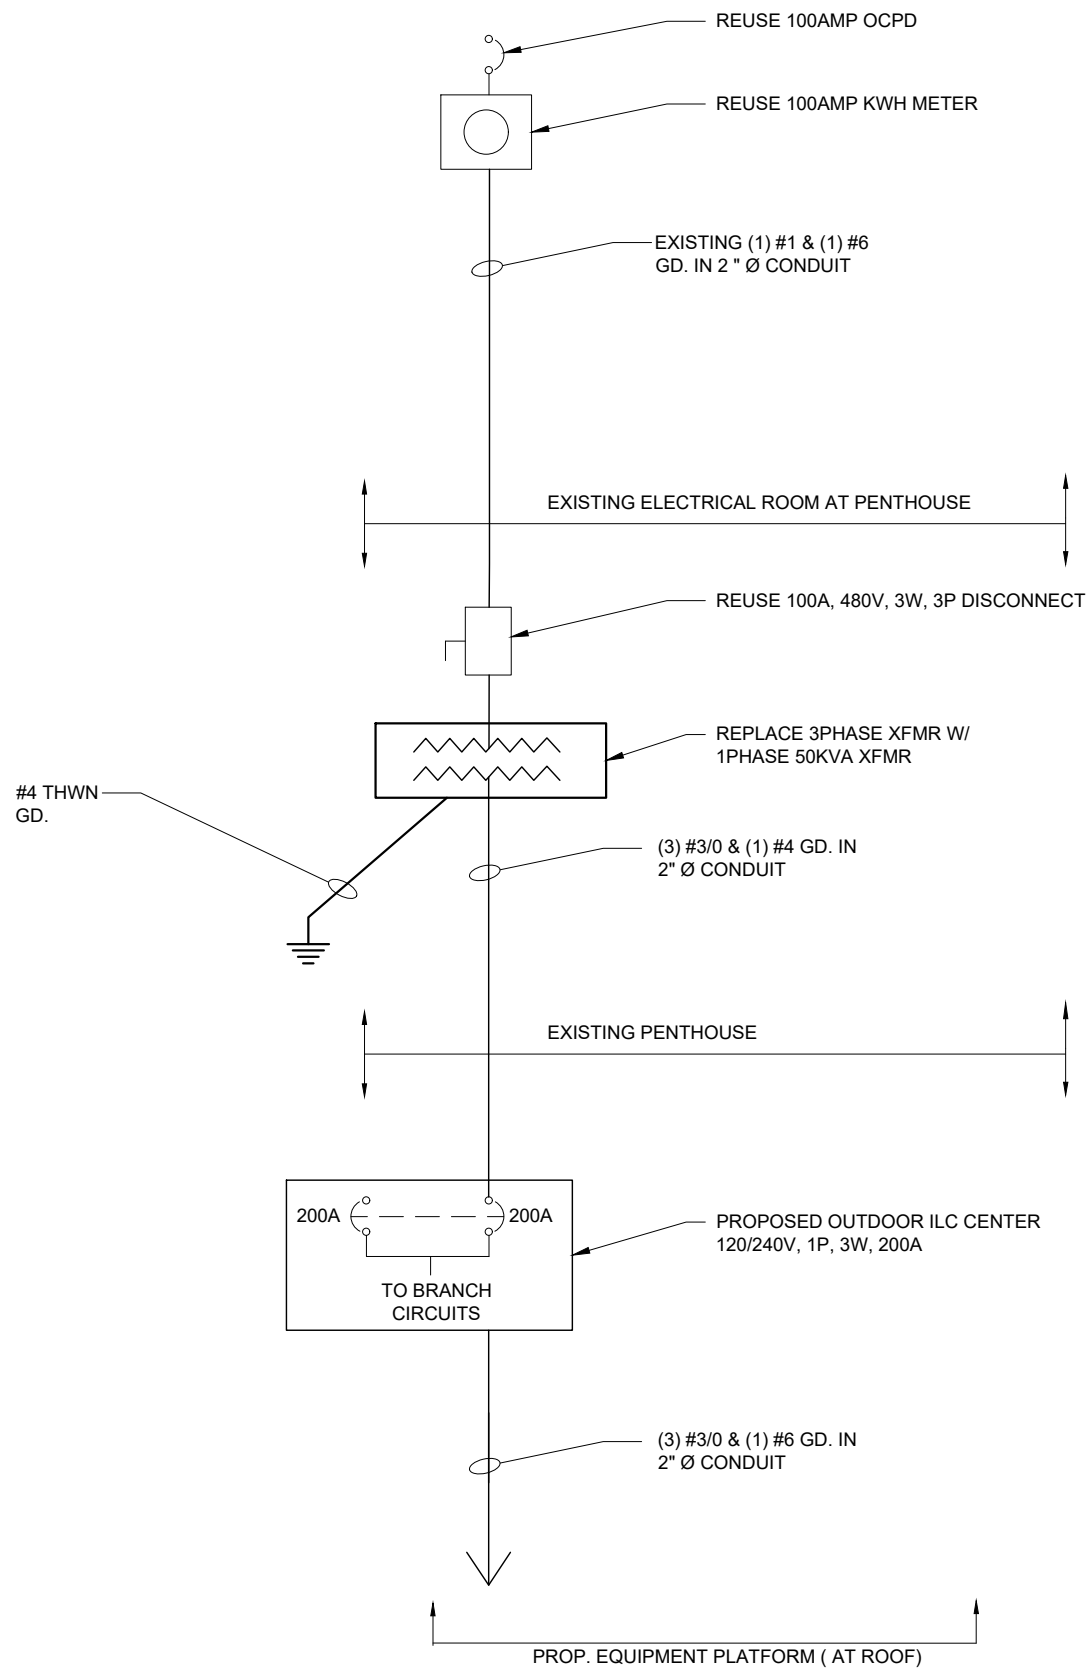 REUSE 100AMP OCPD
REUSE 100AMP KWH METER
EXISTING (1) #1 & (1) #6
GD. IN 2 " Ø CONDUIT
EXISTING ELECTRICAL ROOM AT PENTHOUSE
REUSE 100A, 480V, 3W, 3P DISCONNECT
REPLACE 3PHASE XFMR W/
1PHASE 50KVA XFMR
#4 THWN
GD.
(3) #3/0 & (1) #4 GD. IN
2" Ø CONDUIT
EXISTING PENTHOUSE
200A
200A
PROPOSED OUTDOOR ILC CENTER
120/240V, 1P, 3W, 200A
TO BRANCH
CIRCUITS
(3) #3/0 & (1) #6 GD. IN
2" Ø CONDUIT
PROP. EQUIPMENT PLATFORM ( AT ROOF)